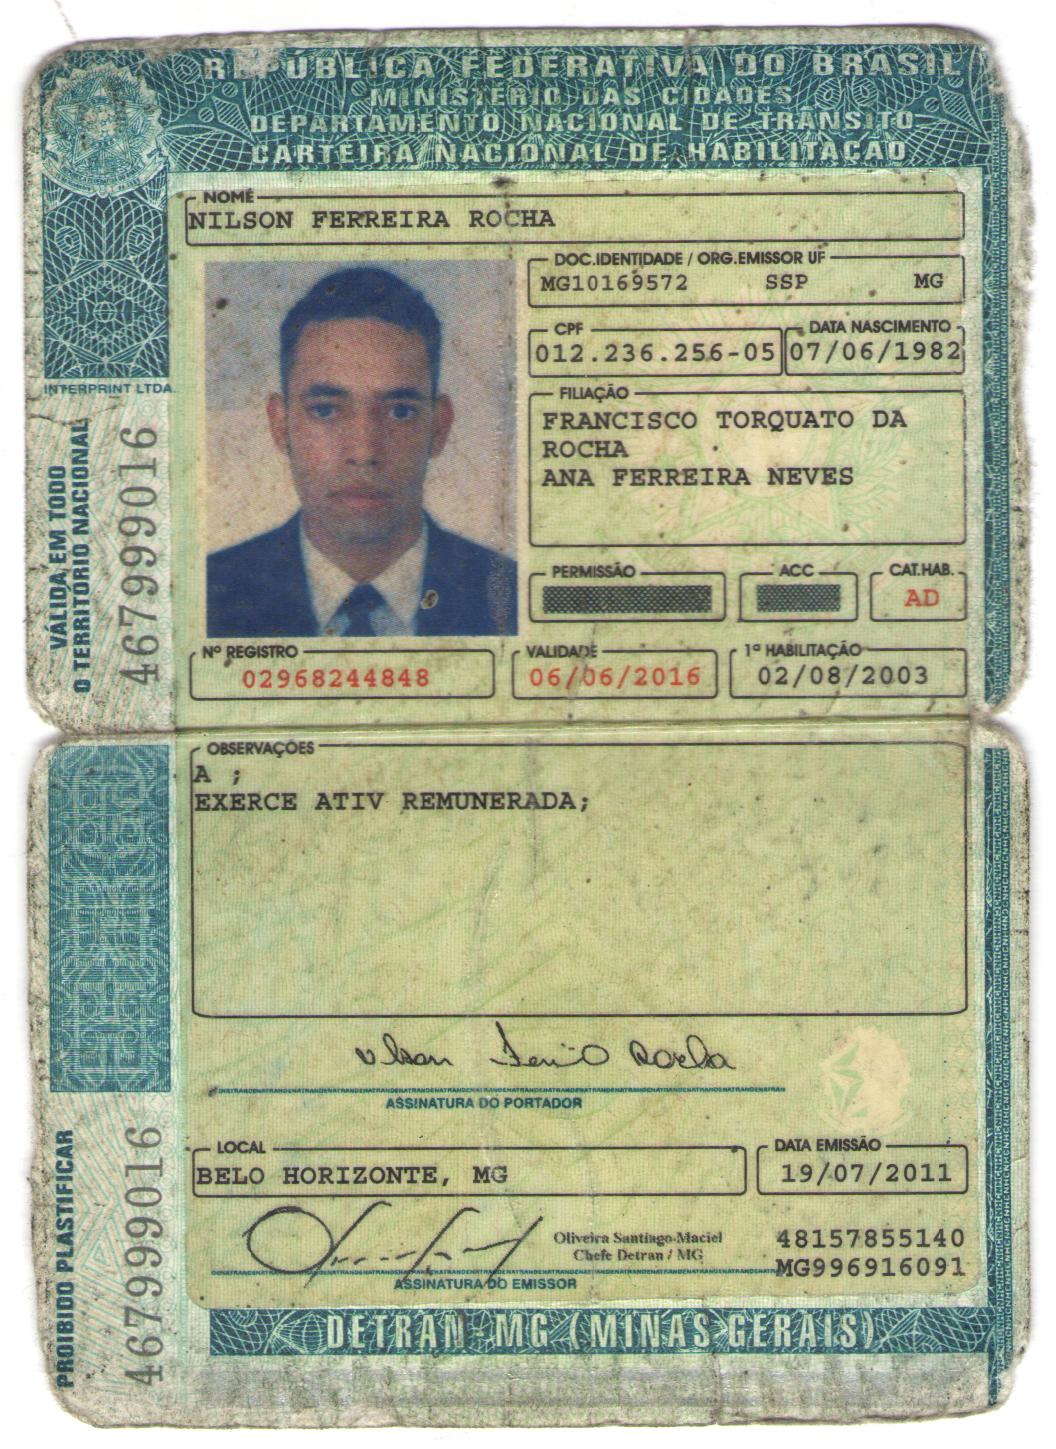 REPÚBLICA FEDERATIVA DO BRASIL
MINISTÉRIO DAS CIDADES
DEPARTAMENTO NACIONAL DE TRÂNSITO
CARTEIRA NACIONAL DE HABILITAÇÃO
NOME
NILSON FERREIRA ROCHA
DOC.IDENTIDADE / ORG.EMISSOR UF
MG10169572 SSP MG
CPF DATA NASCIMENTO
012.236.256-05 07/06/1982
FILIAÇÃO
FRANCISCO TORQUATO DA
ROCHA
ANA FERREIRA NEVES
PERMISSÃO ACC CAT.HAB.
AD
Nº REGISTRO VALIDADE 1ª HABILITAÇÃO
02968244848 06/06/2016 02/08/2003
INTERPRINT LTDA.
VÁLIDA EM TODO
O TERRITÓRIO NACIONAL
467999016
OBSERVAÇÕES
A ;
EXERCE ATIV REMUNERADA;
ASSINATURA DO PORTADOR
LOCAL DATA EMISSÃO
BELO HORIZONTE, MG 19/07/2011
Oliveira Santiago Maciel
Chefe Detran / MG
48157855140
MG996916091
ASSINATURA DO EMISSOR
PROIBIDO PLASTIFICAR
467999016
DETRAN-MG (MINAS GERAIS)